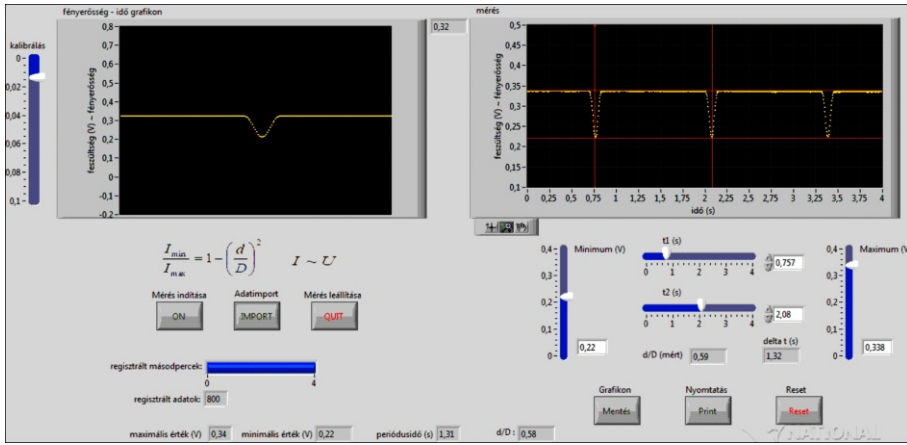 fényerősség - idő grafikon
0,32
mérés
kalibrálás
0-
0,02
0,04
0,06
0,08
0,1-
feszültség (V) ~ fényerősség
0,8-
0,7-
0,6-
0,5-
0,4-
0,3-
0,2-
0,1-
0-
-0,1-
-0,2-
feszültség (V) ~ fényerősség
0,5-
0,45-
0,4-
0,35-
0,3-
0,25-
0,2-
0,15-
0,1-
0 0,25 0,5 0,75 1 1,25 1,5 1,75 2 2,25 2,5 2,75 3 3,25 3,5 3,75 4
idő (s)
I min / I max = 1 - (d / D)²
I ~ U
Mérés indítása
ON
Adatimport
IMPORT
Mérés leállítása
QUIT
regisztrált másodpercek:
0 4
regisztrált adatok: 800
maximális érték (V) 0,34 minimális érték (V) 0,22 periódusidő (s) 1,31 d/D : 0,58
Minimum (V)
0,4-
0,3-
0,2-
0,1-
0-
0,22
t1 (s)
0 1 2 3 4
0,757
t2 (s)
0 1 2 3 4
2,08
d/D (mért) 0,59
delta t (s)
1,32
Maximum (V)
0,4-
0,3-
0,2-
0,1-
0-
0,338
Grafikon
Mentés
Nyomtatás
Print
Reset
Reset
NATIONAL